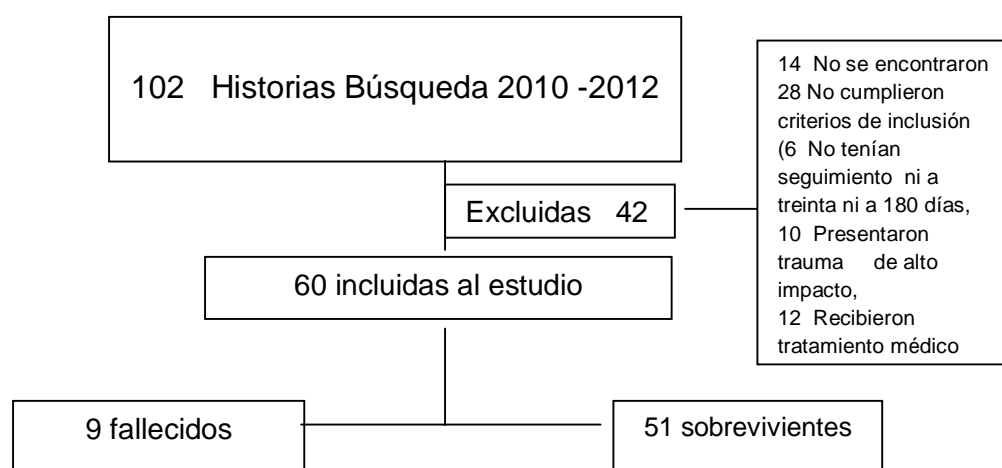 102 Historias Búsqueda 2010 -2012
14 No se encontraron
28 No cumplieron
criterios de inclusión
(6 No tenían
seguimiento ni a
treinta ni a 180 días,
10 Presentaron
trauma de alto
impacto,
12 Recibieron
tratamiento médico
Excluidas 42
60 incluidas al estudio
9 fallecidos
51 sobrevivientes